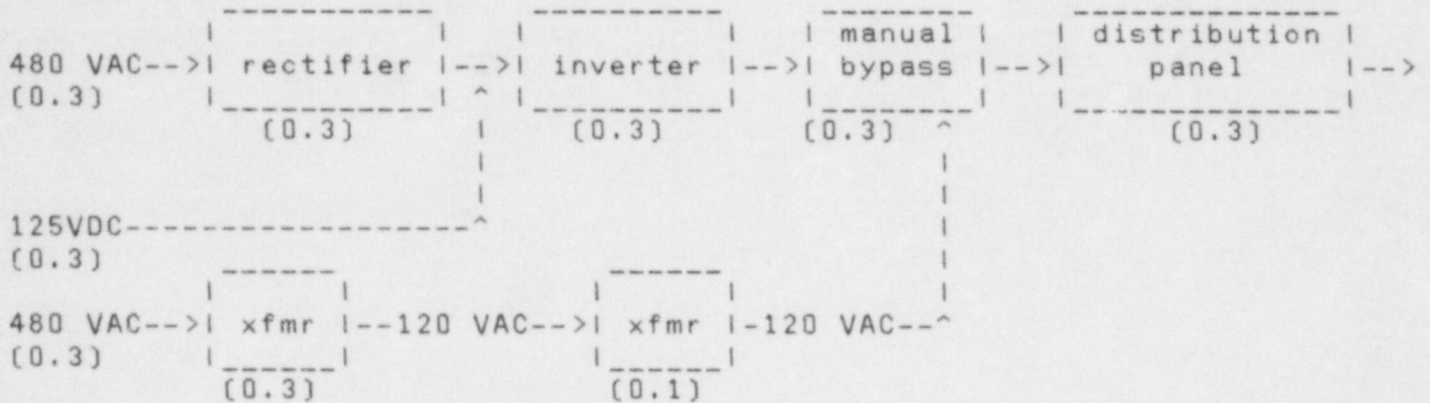 manual distribution
480 VAC-->| rectifier |-->| inverter |-->| bypass |-->| panel |-->
(0.3)
(0.3) (0.3) (0.3) (0.3)
125VDC------------------^
(0.3)
480 VAC-->| xfmr |--120 VAC-->| xfmr |-120 VAC--^
(0.3)
(0.3) (0.1)